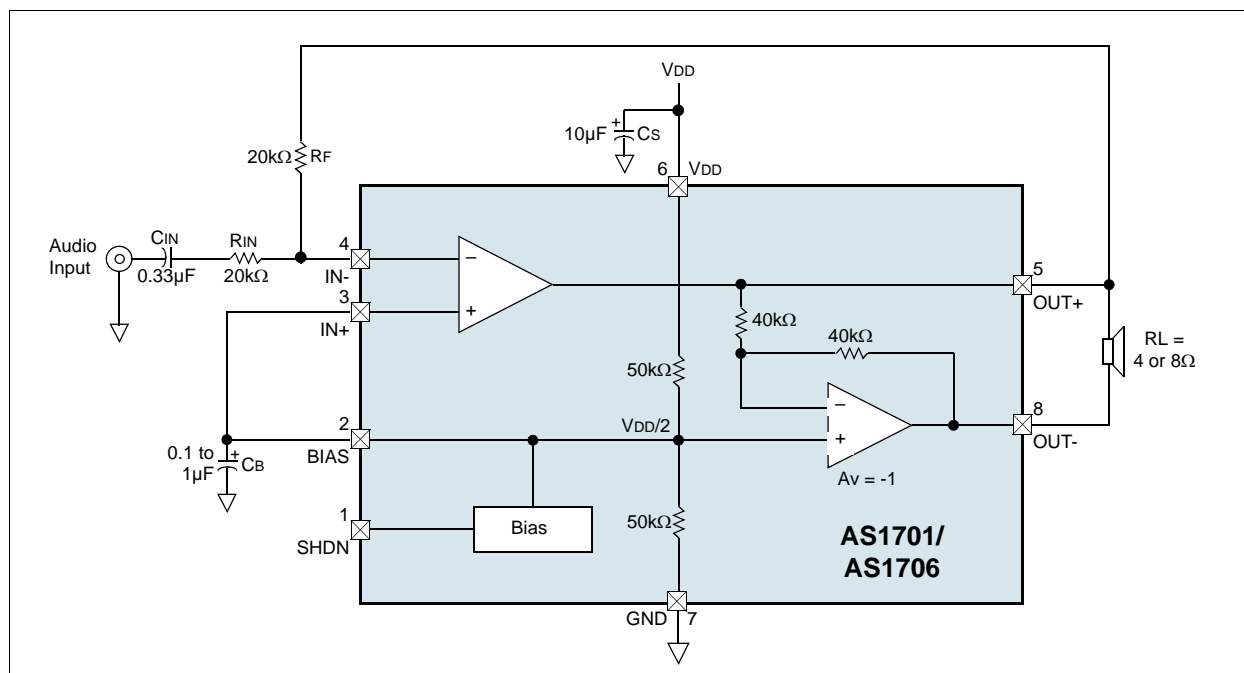 VDD
10µF
+
CS
20kΩ
RF
6
VDD
Audio
Input
CIN
0.33µF
RIN
20kΩ
4
IN-
3
IN+
−
+
5
OUT+
40kΩ
40kΩ
RL =
4 or 8Ω
50kΩ
−
+
Av = -1
8
OUT-
2
BIAS
VDD/2
0.1 to
1µF
+
CB
1
SHDN
Bias
50kΩ
AS1701/
AS1706
GND
7